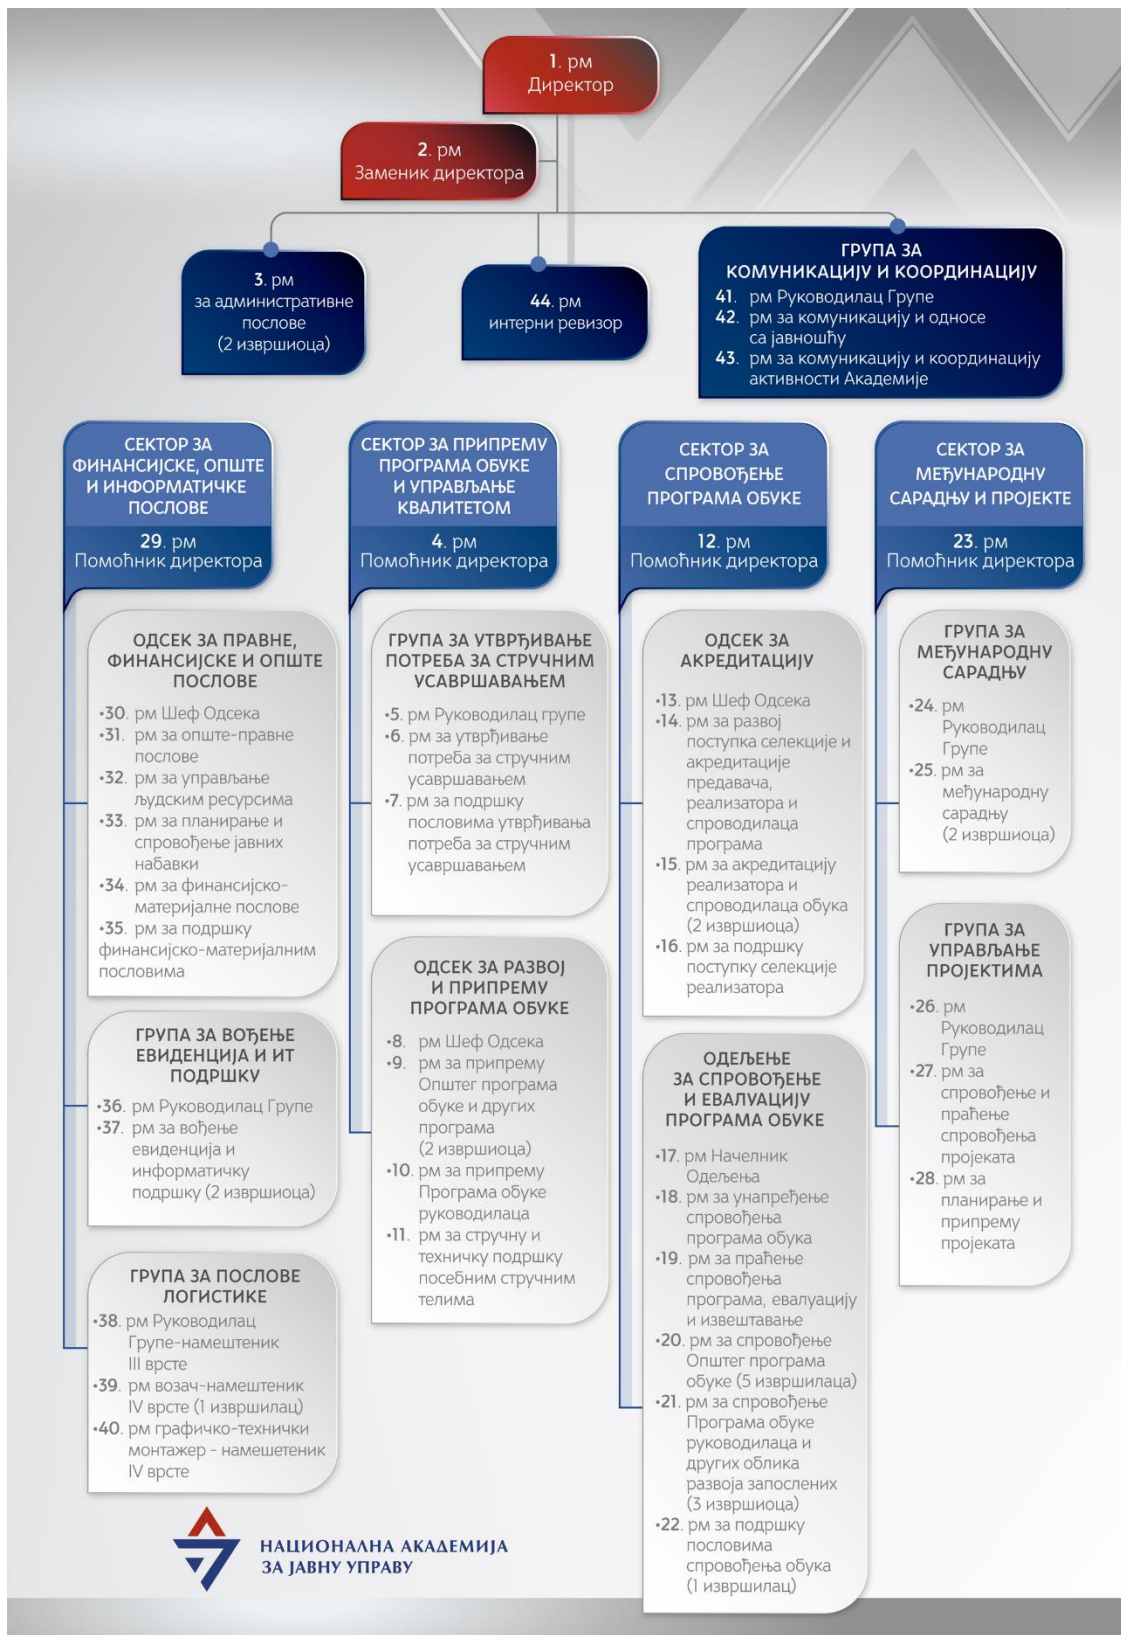 1. рм
Директор
2. рм
Заменик директора
3. рм
за административне
послове
(2 извршиоца)
44. рм
интерни ревизор
ГРУПА ЗА
КОМУНИКАЦИЈУ И КООРДИНАЦИЈУ
41. рм Руководилац Групе
42. рм за комуникацију и односе
са јавношћу
43. рм за комуникацију и координацију
активности Академије
СЕКТОР ЗА
ФИНАНСИЈСКЕ, ОПШТЕ
И ИНФОРМАТИЧКЕ
ПОСЛОВЕ
29. рм
Помоћник директора
ОДСЕК ЗА ПРАВНЕ,
ФИНАНСИЈСКЕ И ОПШТЕ
ПОСЛОВЕ
•30. рм Шеф Одсека
•31. рм за опште-правне
послове
•32. рм за управљање
људским ресурсима
•33. рм за планирање и
спровођење јавних
набавки
•34. рм за финансијско-
материјалне послове
•35. рм за подршку
финансијско-материјалним
пословима
ГРУПА ЗА ВОЂЕЊЕ
ЕВИДЕНЦИЈА И ИТ
ПОДРШКУ
•36. рм Руководилац Групе
•37. рм за вођење
евиденција и
информатичку
подршку (2 извршиоца)
ГРУПА ЗА ПОСЛОВЕ
ЛОГИСТИКЕ
•38. рм Руководилац
Групе-намештеник
III врсте
•39. рм возач-намештеник
IV врсте (1 извршилац)
•40. рм графичко-технички
монтажер - намешетеник
IV врсте
СЕКТОР ЗА ПРИПРЕМУ
ПРОГРАМА ОБУКЕ
И УПРАВЉАЊЕ
КВАЛИТЕТОМ
4. рм
Помоћник директора
ГРУПА ЗА УТВРЂИВАЊЕ
ПОТРЕБА ЗА СТРУЧНИМ
УСАВРШАВАЊЕМ
•5. рм Руководилац групе
•6. рм за утврђивање
потреба за стручним
усавршавањем
•7. рм за подршку
пословима утврђивања
потреба за стручним
усавршавањем
ОДСЕК ЗА РАЗВОЈ
И ПРИПРЕМУ
ПРОГРАМА ОБУКЕ
•8. рм Шеф Одсека
•9. рм за припрему
Општег програма
обуке и других
програма
(2 извршиоца)
•10. рм за припрему
Програма обуке
руководилаца
•11. рм за стручну и
техничку подршку
посебним стручним
телима
СЕКТОР ЗА
СПРОВОЂЕЊЕ
ПРОГРАМА ОБУКЕ
12. рм
Помоћник директора
ОДСЕК ЗА
АКРЕДИТАЦИЈУ
•13. рм Шеф Одсека
•14. рм за развој
поступка селекције и
акредитације
предавача,
реализатора и
спроводилаца
програма
•15. рм за акредитацију
реализатора и
спроводилаца обука
(2 извршиоца)
•16. рм за подршку
поступку селекције
реализатора
ОДЕЉЕЊЕ
ЗА СПРОВОЂЕЊЕ
И ЕВАЛУАЦИЈУ
ПРОГРАМА ОБУКЕ
•17. рм Начелник
Одељења
•18. рм за унапређење
спровођења
програма обука
•19. рм за праћење
спровођења
програма, евалуацију
и извештавање
•20. рм за спровођење
Општег програма
обуке (5 извршилаца)
•21. рм за спровођење
Програма обуке
руководилаца и
других облика
развоја запослених
(3 извршиоца)
•22. рм за подршку
пословима
спровођења обука
(1 извршилац)
СЕКТОР ЗА
МЕЂУНАРОДНУ
САРАДЊУ И ПРОЈЕКТЕ
23. рм
Помоћник директора
ГРУПА ЗА
МЕЂУНАРОДНУ
САРАДЊУ
•24. рм
Руководилац
Групе
•25. рм за
међународну
сарадњу
(2 извршиоца)
ГРУПА ЗА
УПРАВЉАЊЕ
ПРОЈЕКТИМА
•26. рм
Руководилац
Групе
•27. рм за
спровођење и
праћење
спровођења
пројеката
•28. рм за
планирање и
припрему
пројеката
НАЦИОНАЛНА АКАДЕМИЈА
ЗА ЈАВНУ УПРАВУ